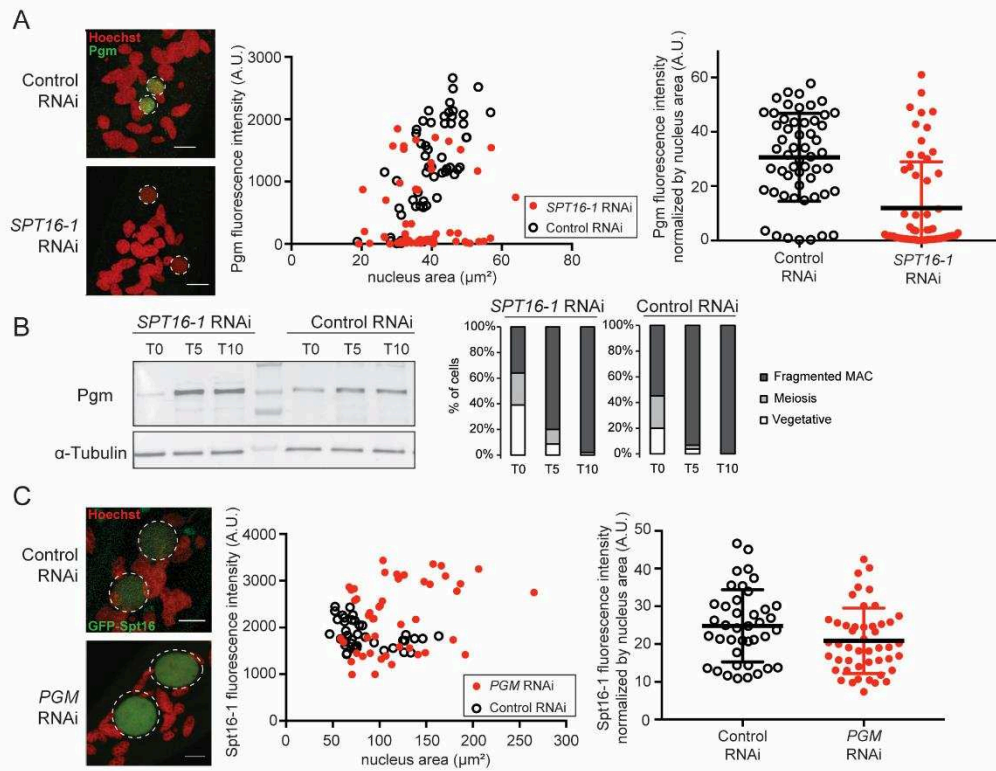 A
Hoechst
Pgm
Control
RNAi
SPT16-1
RNAi
Pgm fluorescence intensity (A.U.)
3000
2000
1000
0
0 20 40 60 80
nucleus area (µm²)
SPT16-1 RNAi
Control RNAi
Pgm fluorescence intensity
normalized by nucleus area (A.U.)
60
40
20
0
Control
RNAi
SPT16-1
RNAi
B
SPT16-1 RNAi Control RNAi
T0 T5 T10 T0 T5 T10
Pgm
α-Tubulin
SPT16-1 RNAi Control RNAi
% of cells
100% 100%
80% 80%
60% 60%
40% 40%
20% 20%
0% 0%
T0 T5 T10 T0 T5 T10
Fragmented MAC
Meiosis
Vegetative
C
Hoechst
Control
RNAi
GFP-Spt16
PGM
RNAi
Spt16-1 fluorescence intensity (A.U.)
4000
3000
2000
1000
0
0 50 100 150 200 250 300
nucleus area (µm²)
PGM RNAi
Control RNAi
Spt16-1 fluorescence intensity
normalized by nucleus area (A.U.)
50
40
30
20
10
0
Control
RNAi
PGM
RNAi